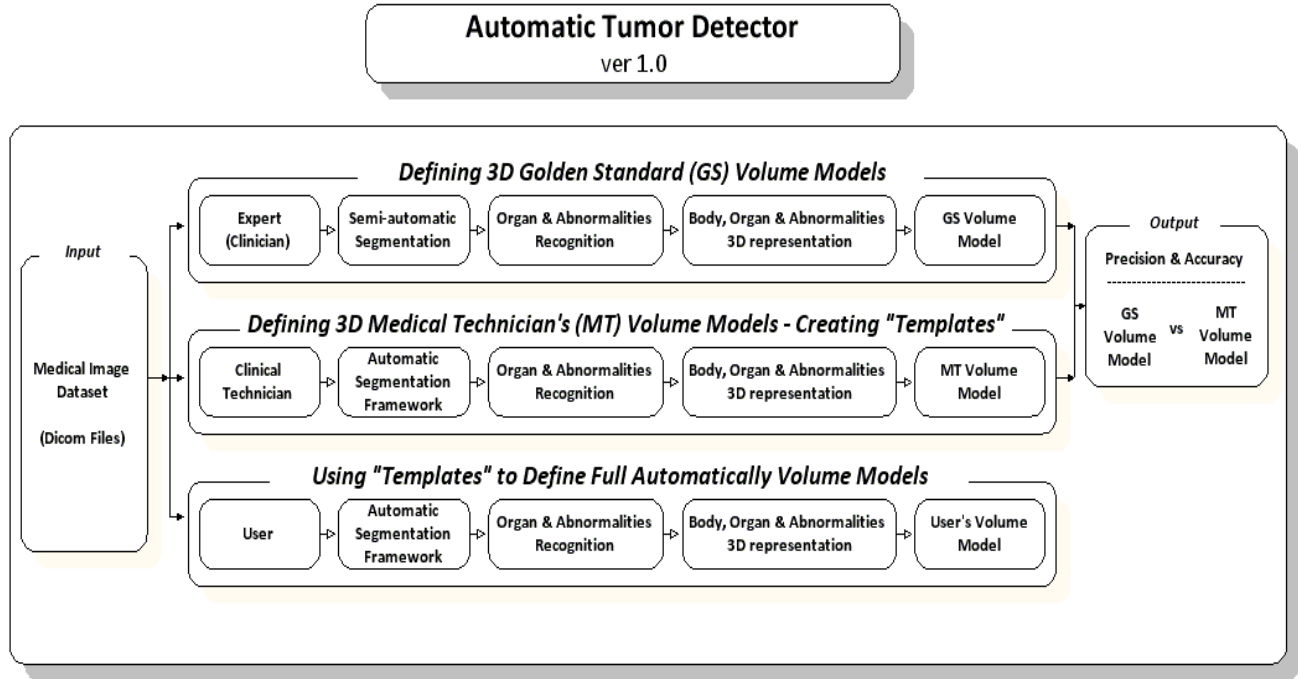 Automatic Tumor Detector
ver 1.0
Input
Medical Image
Dataset
(Dicom Files)
Defining 3D Golden Standard (GS) Volume Models
Expert
(Clinician)
Semi-automatic
Segmentation
Organ & Abnormalities
Recognition
Body, Organ & Abnormalities
3D representation
GS Volume
Model
Defining 3D Medical Technician's (MT) Volume Models - Creating "Templates"
Clinical
Technician
Automatic
Segmentation
Framework
Organ & Abnormalities
Recognition
Body, Organ & Abnormalities
3D representation
MT Volume
Model
Using "Templates" to Define Full Automatically Volume Models
User
Automatic
Segmentation
Framework
Organ & Abnormalities
Recognition
Body, Organ & Abnormalities
3D representation
User's Volume
Model
Output
Precision & Accuracy
----------------------------
GS
Volume
Model
vs
MT
Volume
Model